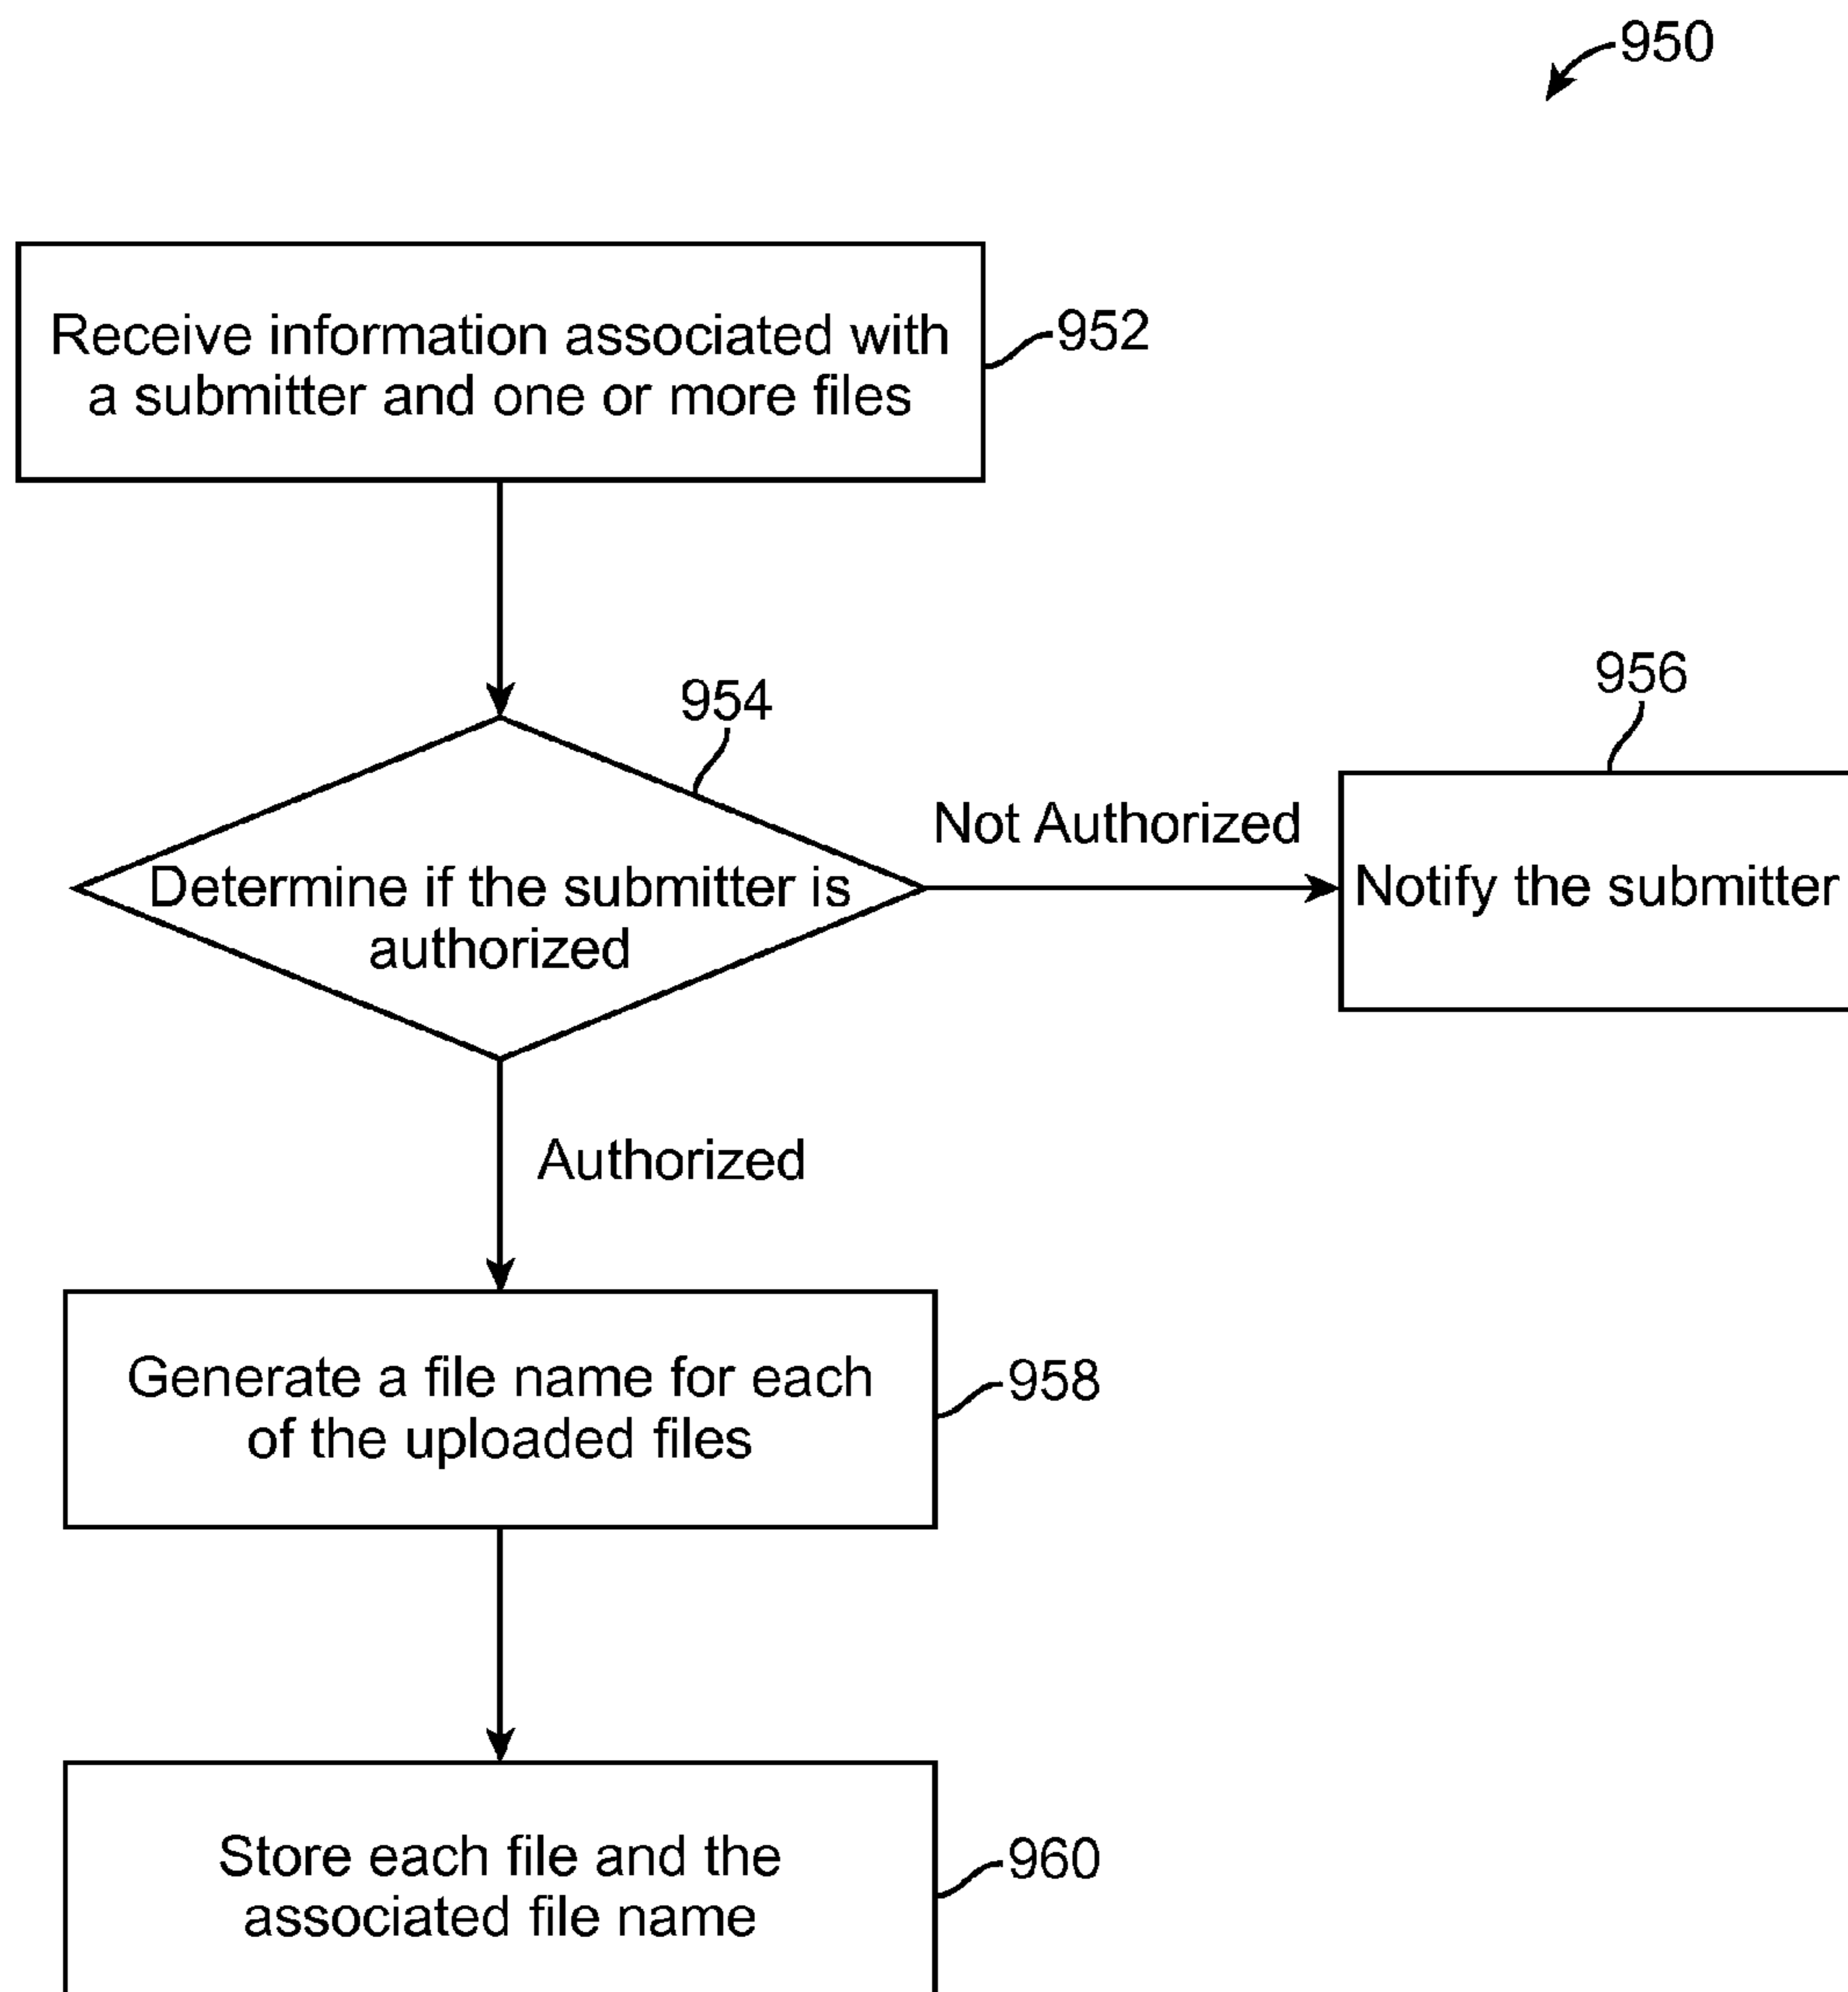 950
Receive information associated with
a submitter and one or more files
952
954
956
Not Authorized
Determine if the submitter is
authorized
Notify the submitter
Authorized
Generate a file name for each
of the uploaded files
958
Store each file and the
associated file name
960